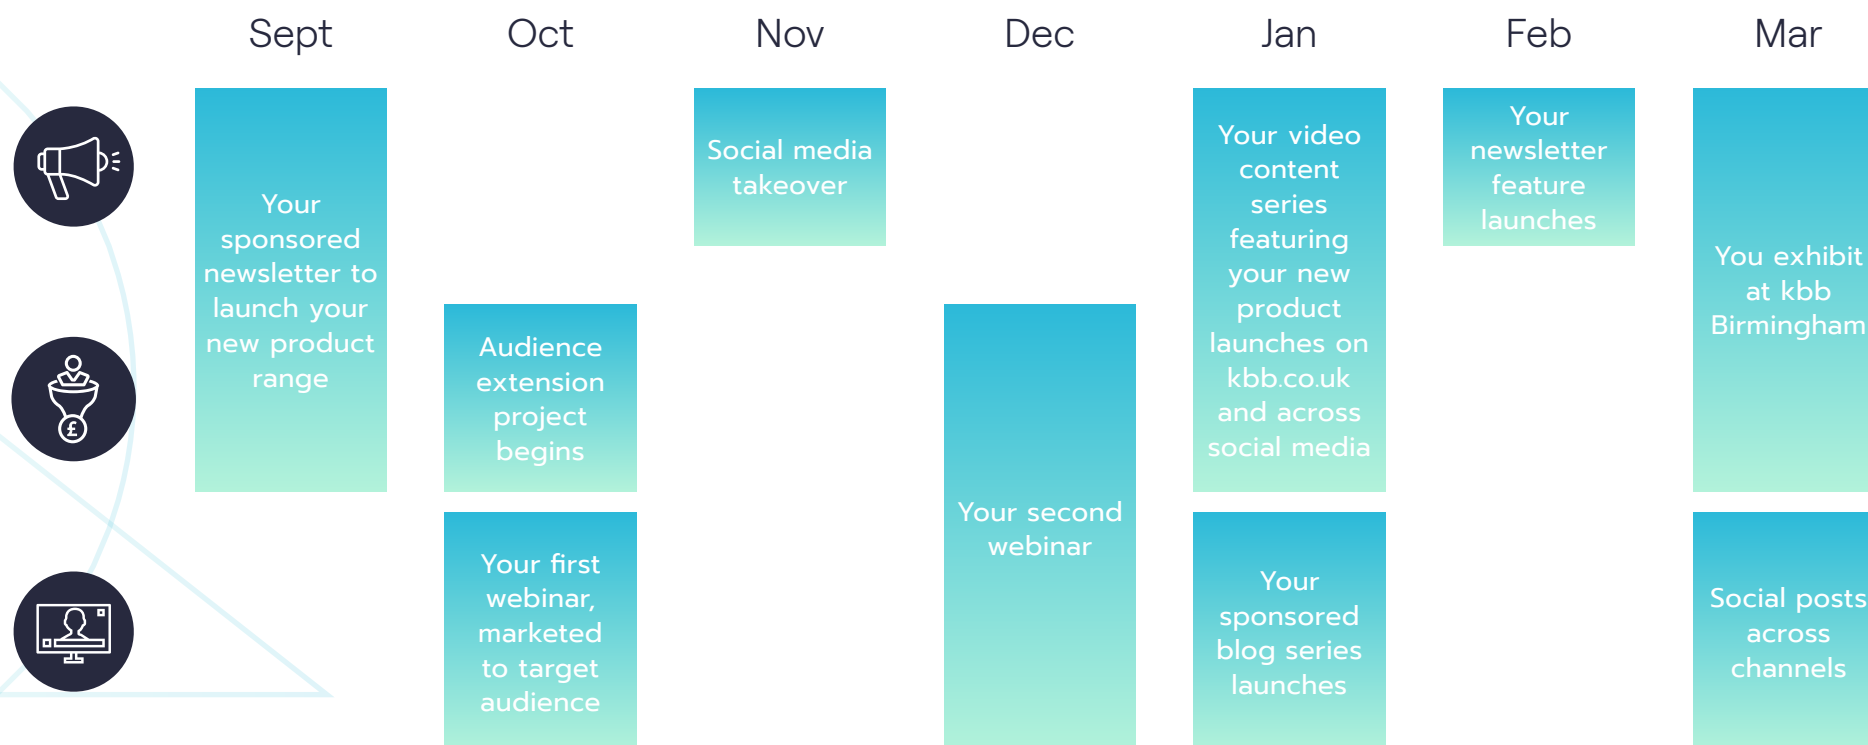 Sept
Oct
Nov
Dec
Jan
Feb
Mar
Your
sponsored
newsletter to
launch your
new product
range
Audience
extension
project
begins
Your first
webinar,
marketed
to target
audience
Social media
takeover
Your second
webinar
Your video
content
series
featuring
your new
product
launches on
kbb.co.uk
and across
social media
Your
sponsored
blog series
launches
Your
newsletter
feature
launches
You exhibit
at kbb
Birmingham
Social posts
across
channels
£